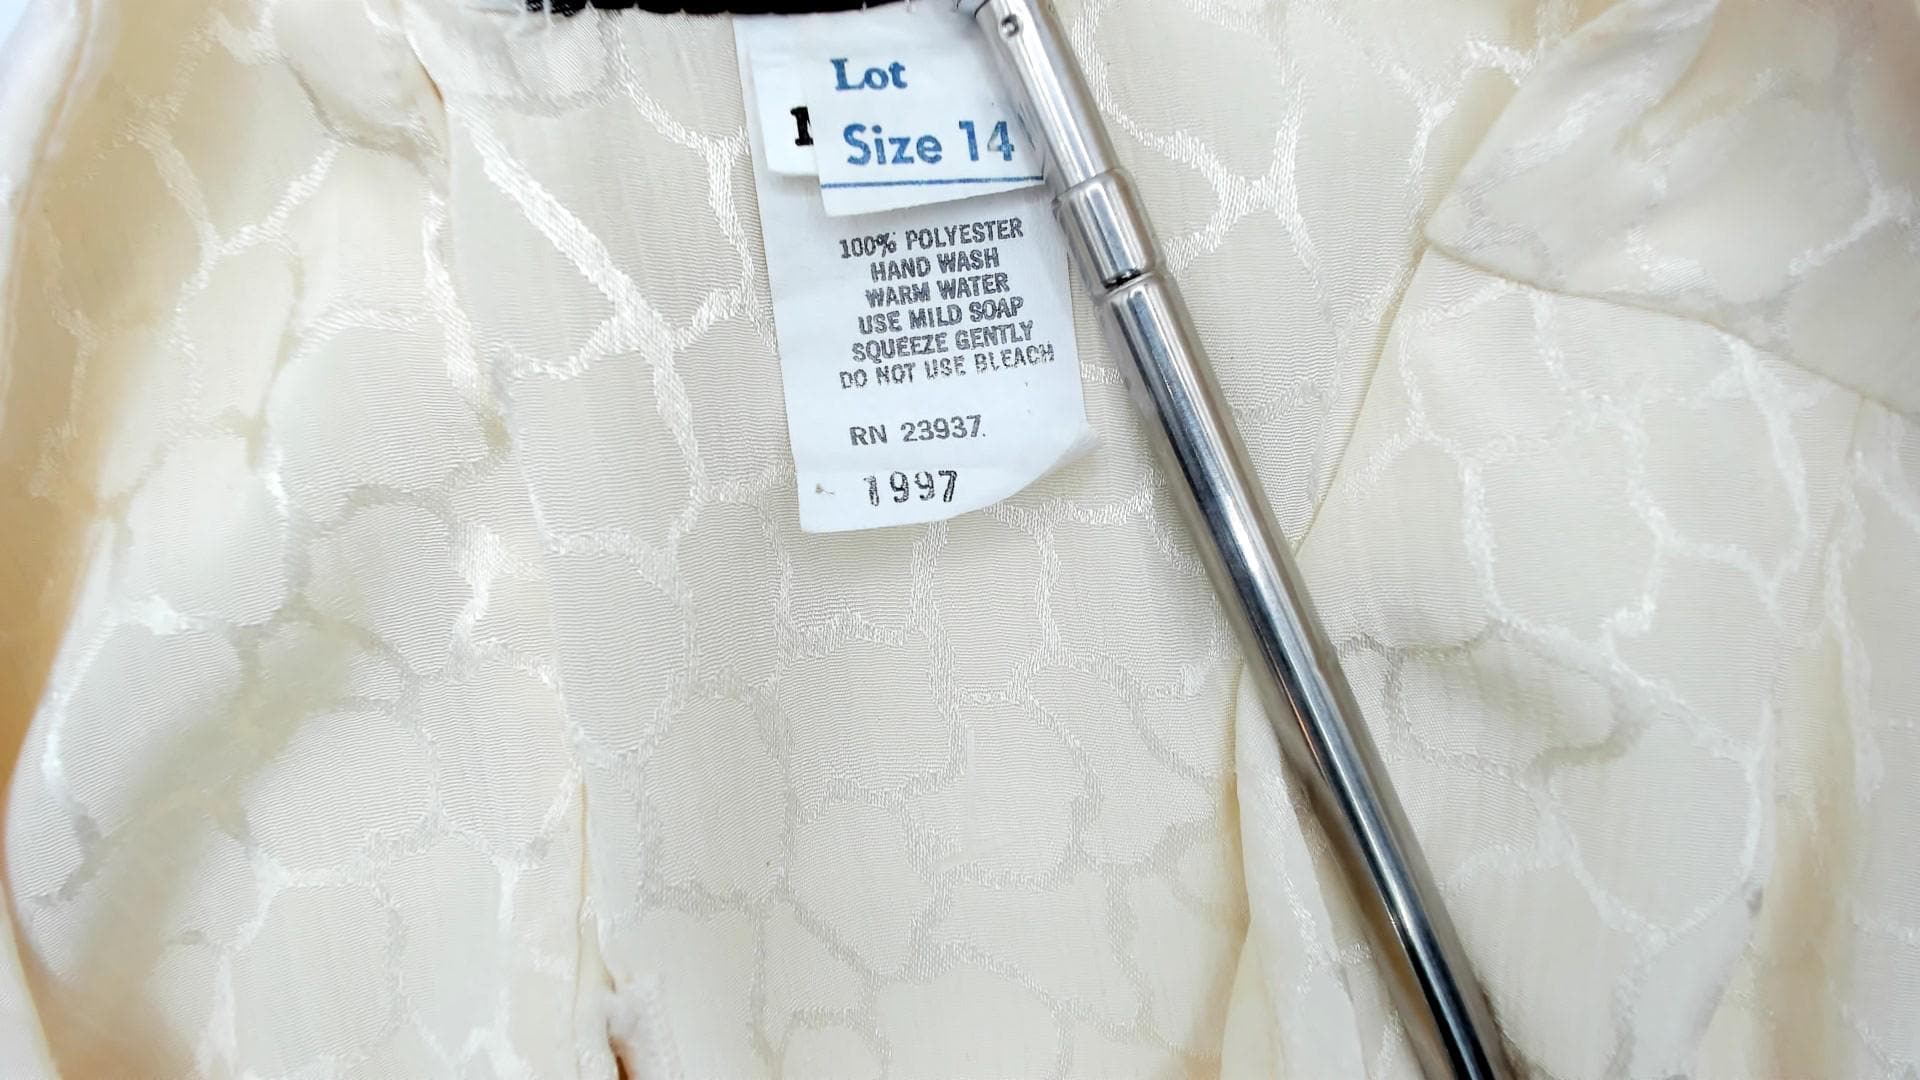 Lot
Size 14
100% POLYESTER
HAND WASH
WARM WATER
USE MILD SOAP
SQUEEZE GENTLY
DO NOT USE BLEACH
RN 23937.
1997